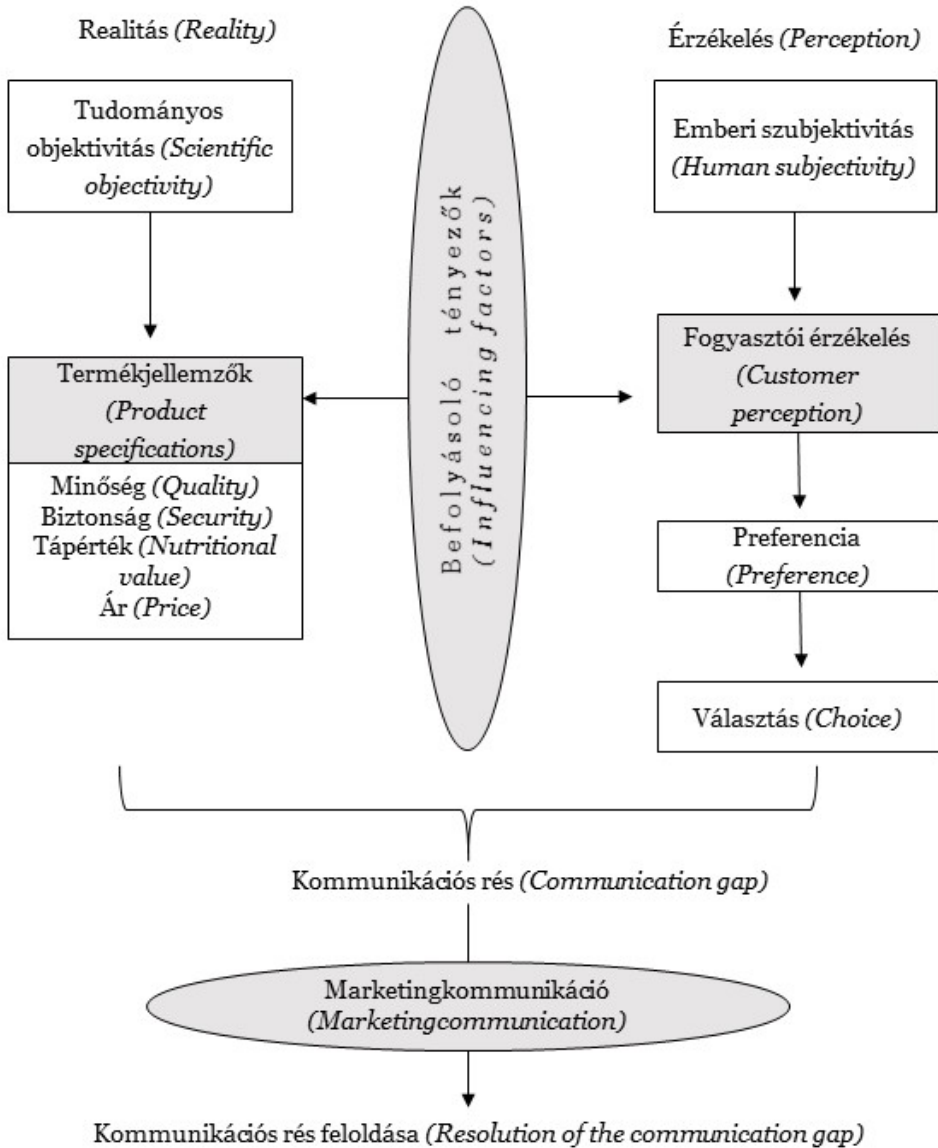 Realitás (Reality)
Tudományos
objektivitás (Scientific
objectivity)
Termékjellemzők
(Product
specifications)
Minőség (Quality)
Biztonság (Security)
Tápérték (Nutritional
value)
Ár (Price)
Befolyásoló tényezők
(Influencing factors)
Érzékelés (Perception)
Emberi szubjektivitás
(Human subjectivity)
Fogyasztói érzékelés
(Customer
perception)
Preferencia
(Preference)
Választás (Choice)
Kommunikációs rés (Communication gap)
Marketingkommunikáció
(Marketingcommunication)
Kommunikációs rés feloldása (Resolution of the communication gap)